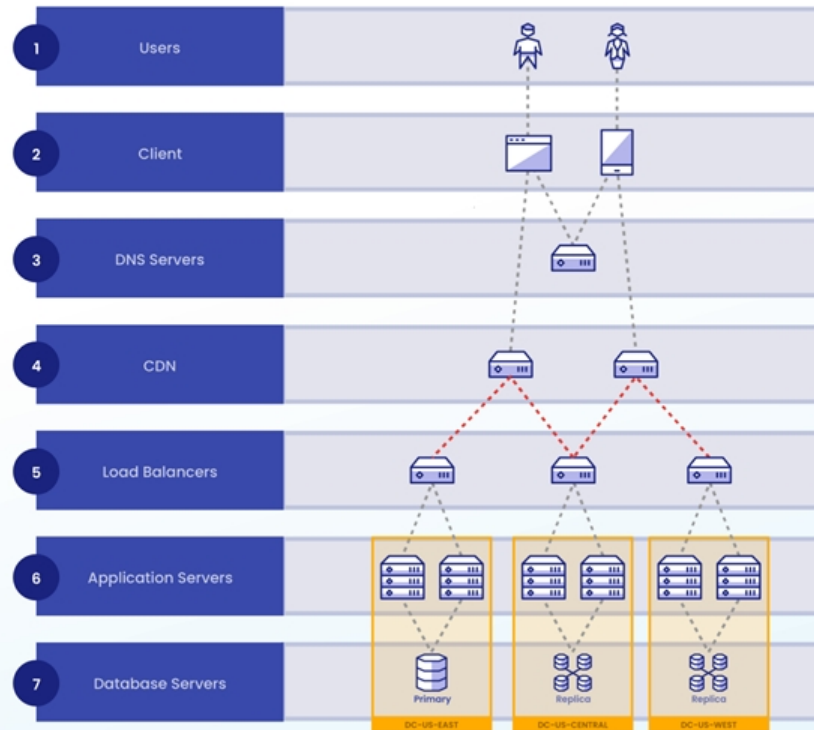 1 Users
2 Client
3 DNS Servers
4 CDN
5 Load Balancers
6 Application Servers
7 Database Servers
Primary Replica Replica
DC-US-EAST DC-US-CENTRAL DC-US-WEST